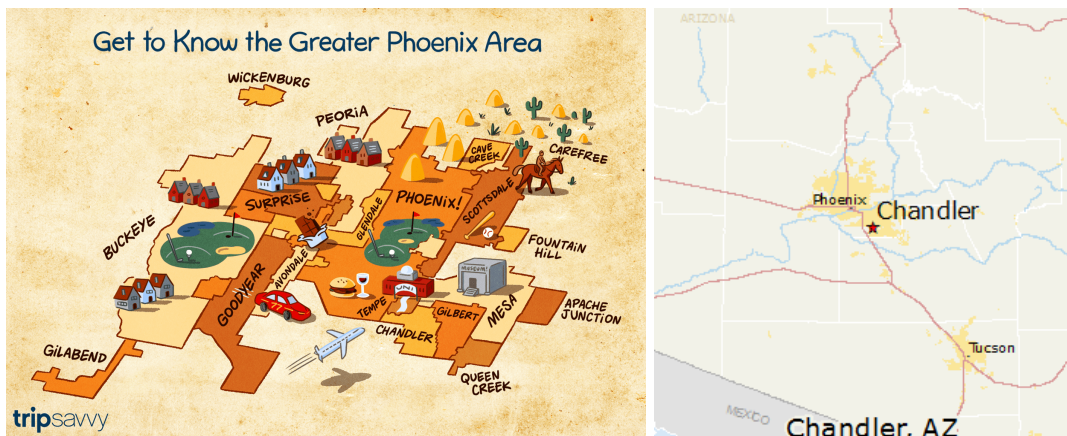 Get to Know the Greater Phoenix Area
WiCKENBURG
PEORiA
CAVE
CREEK
CAREFREE
SURPRISE
PHOENiX!
SCOTTSDALE
GLENDALE
BUCKEYE
AVONDALE
GOODYEAR
FOUNTAiN
HiLL
museum!
UNI
TEMPE
MESA
APACHE
JUNCTiON
GILBERT
CHANDLER
GiLABEND
QUEEN
CREEK
tripsavvy
ARIZONA
Phoenix
Chandler
Tucson
MEXICO
Chandler, AZ